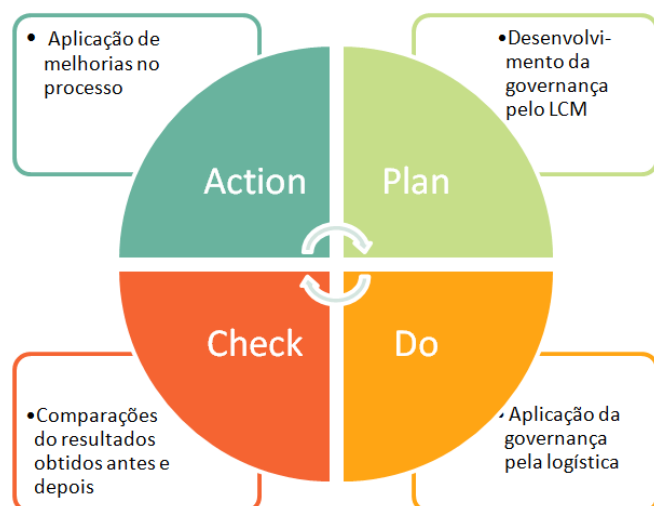 • Aplicação de
melhorias no
processo
•Desenvolvi-
mento da
governança
pelo LCM
Action
Plan
Check
Do
•Comparações
do resultados
obtidos antes e
depois
• Aplicação da
governança
pela logística